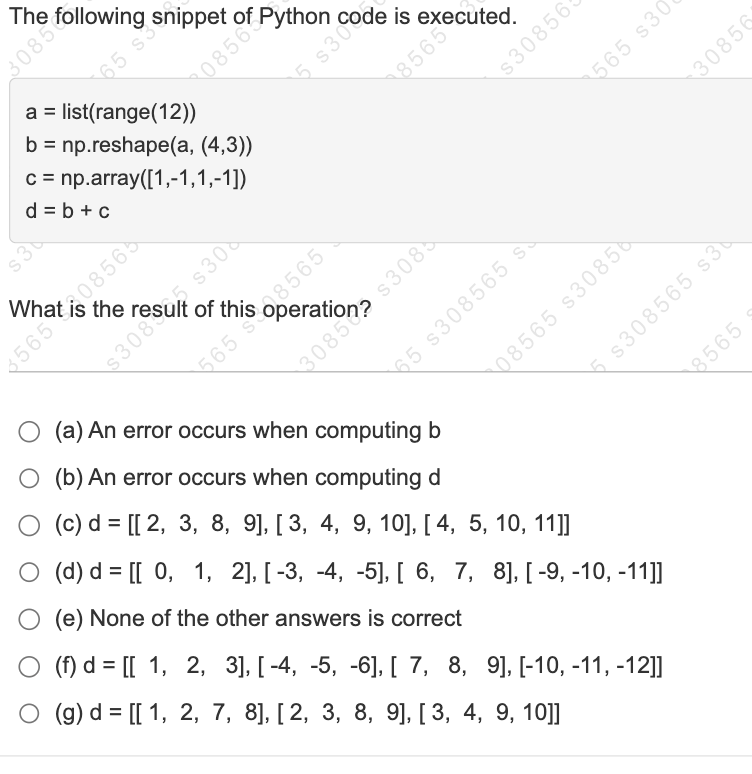 The following snippet of Python code is executed.
a = list(range(12))
b = np.reshape(a, (4,3))
c = np.array([1,-1,1,-1])
d = b + c
What is the result of this operation?
(a) An error occurs when computing b
(b) An error occurs when computing d
(c) d = [[ 2, 3, 8, 9], [ 3, 4, 9, 10], [ 4, 5, 10, 11]]
(d) d = [[ 0, 1, 2], [ -3, -4, -5], [ 6, 7, 8], [ -9, -10, -11]]
(e) None of the other answers is correct
(f) d = [[ 1, 2, 3], [ -4, -5, -6], [ 7, 8, 9], [-10, -11, -12]]
(g) d = [[ 1, 2, 7, 8], [ 2, 3, 8, 9], [ 3, 4, 9, 10]]